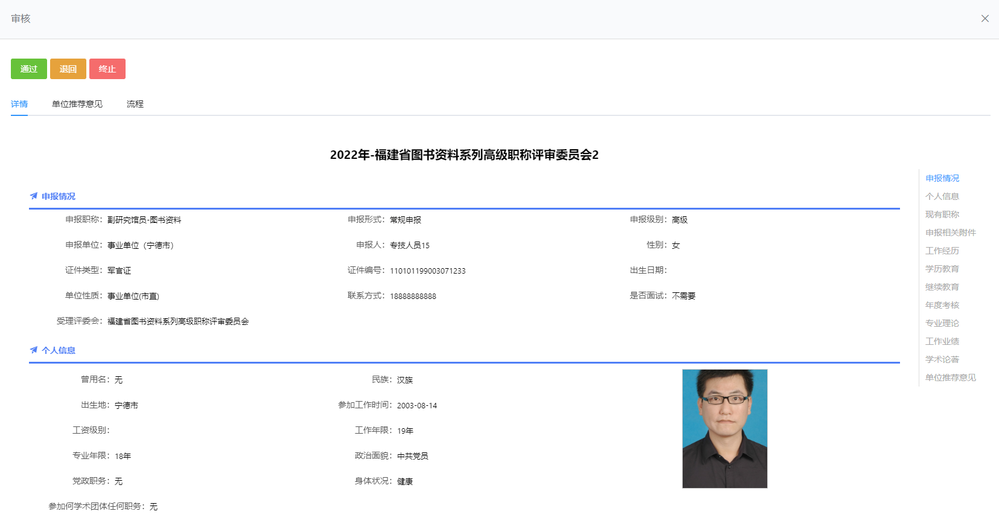 审核
通过 退回 终止
详情 单位推荐意见 流程
2022年-福建省图书资料系列高级职称评审委员会2
申报情况
申报职称: 副研究馆员-图书资料 申报形式: 常规申报 申报级别: 高级
申报单位: 事业单位（宁德市） 申报人: 专技人员15 性别: 女
证件类型: 军官证 证件编号: 110101199003071233 出生日期:
单位性质: 事业单位(市直) 联系方式: 18888888888 是否面试: 不需要
受理评委会: 福建省图书资料系列高级职称评审委员会
个人信息
曾用名: 无 民族: 汉族
出生地: 宁德市 参加工作时间: 2003-08-14
工资级别: 工作年限: 19年
专业年限: 18年 政治面貌: 中共党员
党政职务: 无 身体状况: 健康
参加何学术团体任何职务: 无
申报情况
个人信息
现有职称
申报相关附件
工作经历
学历教育
继续教育
年度考核
专业理论
工作业绩
学术论著
单位推荐意见